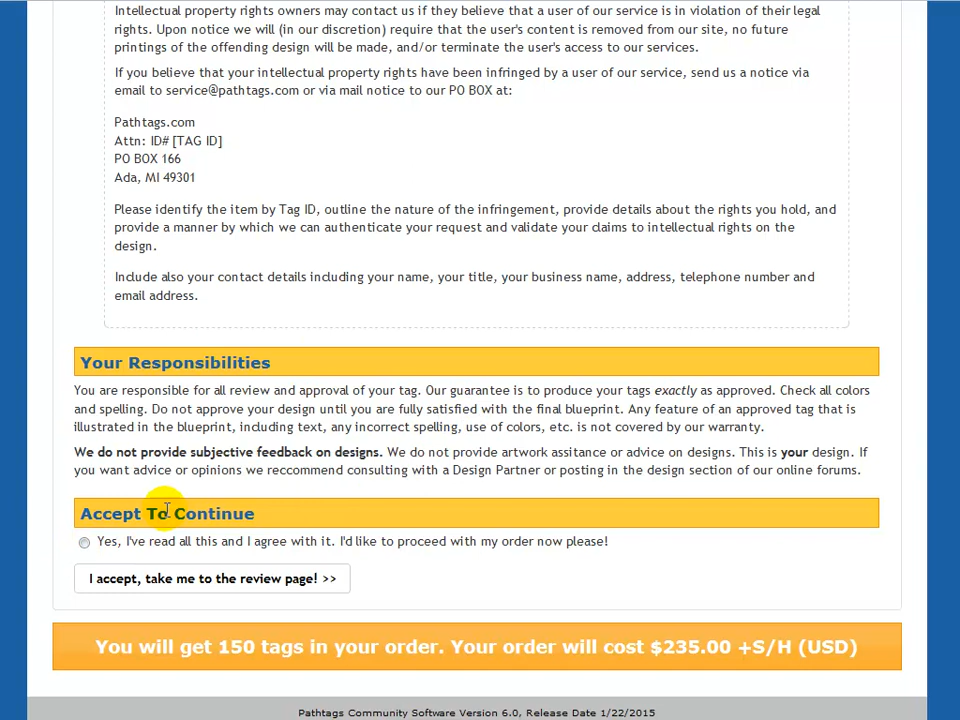 Intellectual property rights owners may contact us if they believe that a user of our service is in violation of their legal
rights. Upon notice we will (in our discretion) require that the user's content is removed from our site, no future
printings of the offending design will be made, and/or terminate the user's access to our services.
If you believe that your intellectual property rights have been infringed by a user of our service, send us a notice via
email to service@pathtags.com or via mail notice to our PO BOX at:
Pathtags.com
Attn: ID# [TAG ID]
PO BOX 166
Ada, MI 49301
Please identify the item by Tag ID, outline the nature of the infringement, provide details about the rights you hold, and
provide a manner by which we can authenticate your request and validate your claims to intellectual rights on the
design.
Include also your contact details including your name, your title, your business name, address, telephone number and
email address.
Your Responsibilities
You are responsible for all review and approval of your tag. Our guarantee is to produce your tags exactly as approved. Check all colors
and spelling. Do not approve your design until you are fully satisfied with the final blueprint. Any feature of an approved tag that is
illustrated in the blueprint, including text, any incorrect spelling, use of colors, etc. is not covered by our warranty.
We do not provide subjective feedback on designs. We do not provide artwork assitance or advice on designs. This is your design. If
you want advice or opinions we reccommend consulting with a Design Partner or posting in the design section of our online forums.
Accept To Continue
Yes, I've read all this and I agree with it. I'd like to proceed with my order now please!
I accept, take me to the review page! >>
You will get 150 tags in your order. Your order will cost $235.00 +S/H (USD)
Pathtags Community Software Version 6.0, Release Date 1/22/2015